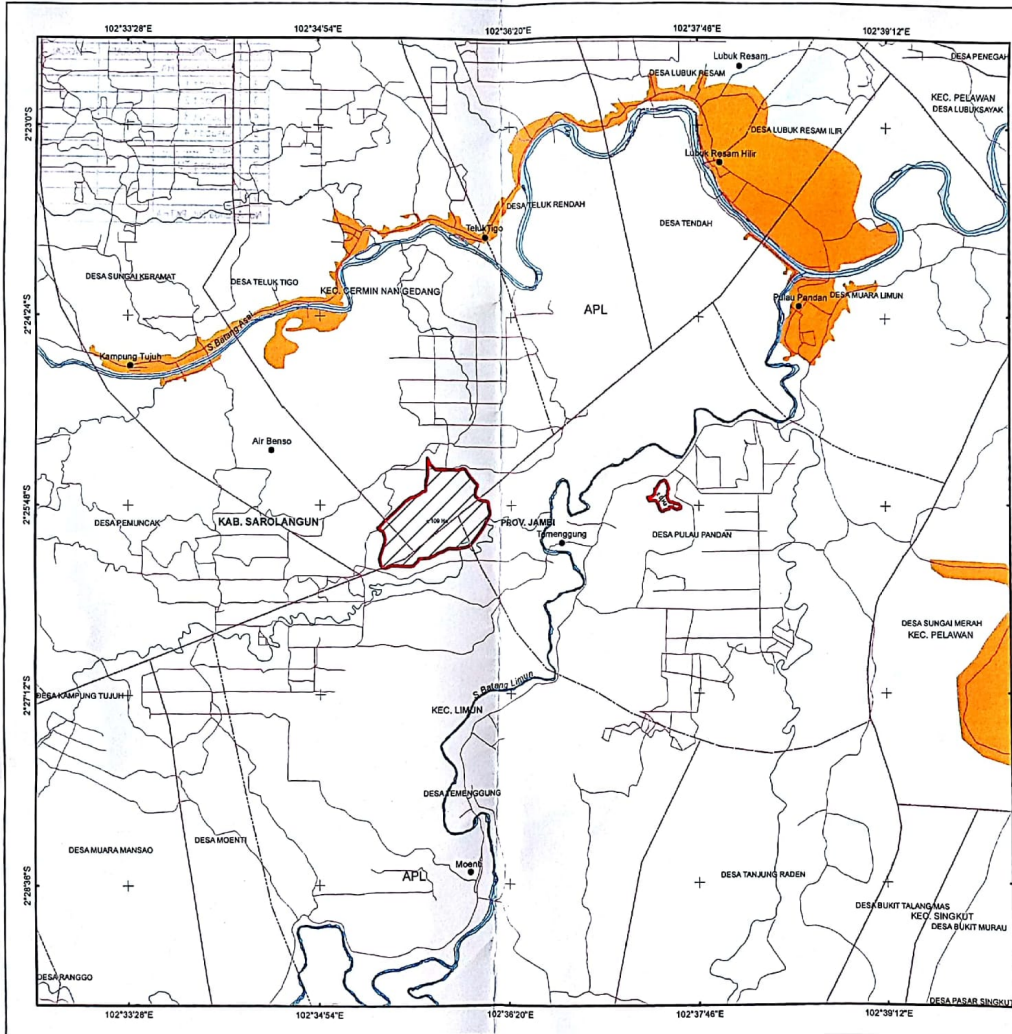 102°33'28"E
102°34'54"E
102°36'20"E
102°37'46"E
102°39'12"E
Lubuk Resam
DESA PENEGAH
DESA LUBUK RESAM
KEC. PELAWAN
DESA LUBUKSAYAK
2°23'0"S
DESA LUBUK RESAM ILIR
Lubuk Resam Hilir
DESA TELUK RENDAH
DESA TENDAH
TelukTigo
DESA SUNGAI KERAMAT
DESA TELUK TIGO
KEC. CERMIN NAN GEDANG
DESA MUARA LIMUN
Pulau Pandan
2°24'24"S
APL
S Batang Asai
Kampung Tujuh
Air Benso
2°25'48"S
DESA PEMUNCAK
KAB. SAROLANGUN
109 Ha
PROV. JAMBI
Temenggung
DESA PULAU PANDAN
DESA SUNGAI MERAH
KEC. PELAWAN
2°27'12"S
DESA KAMPUNG TUJUH
S Batang Limun
KEC. LIMUN
DESA TEMENGGUNG
DESA MOENTI
DESA MUARA MANSAO
Moenti
APL
2°28'36"S
DESA TANJUNG RADEN
DESA BUKIT TALANG MAS
KEC. SINGKUT
DESA BUKIT MURAU
DESA RANGGO
DESA PASAR SINGKUT
102°33'28"E
102°34'54"E
102°36'20"E
102°37'46"E
102°39'12"E